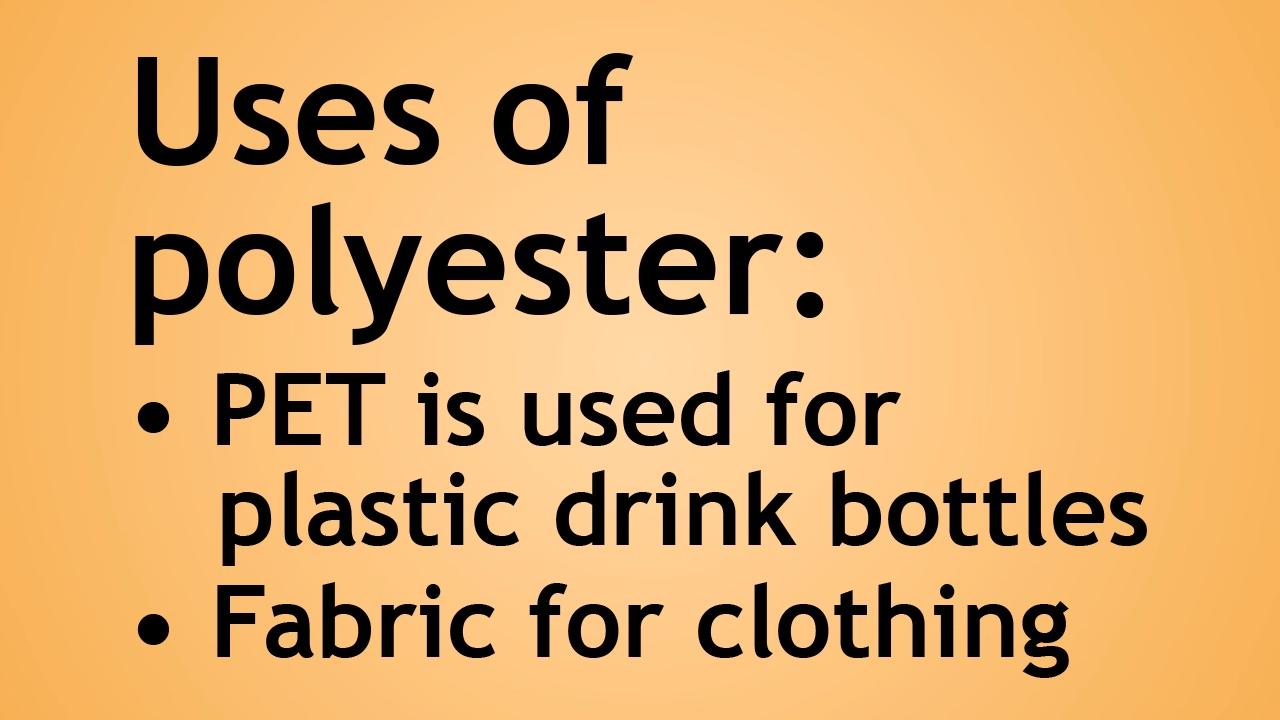 Uses of
polyester:
• PET is used for
plastic drink bottles
• Fabric for clothing